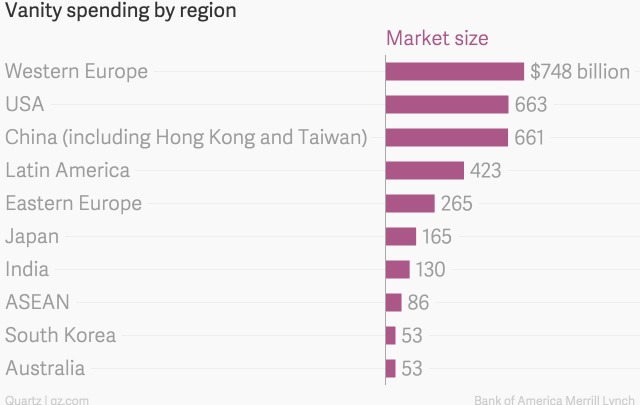 Vanity spending by region
Market size
Western Europe $748 billion
USA 663
China (including Hong Kong and Taiwan) 661
Latin America 423
Eastern Europe 265
Japan 165
India 130
ASEAN 86
South Korea 53
Australia 53
Quartz | qz.com Bank of America Merrill Lynch